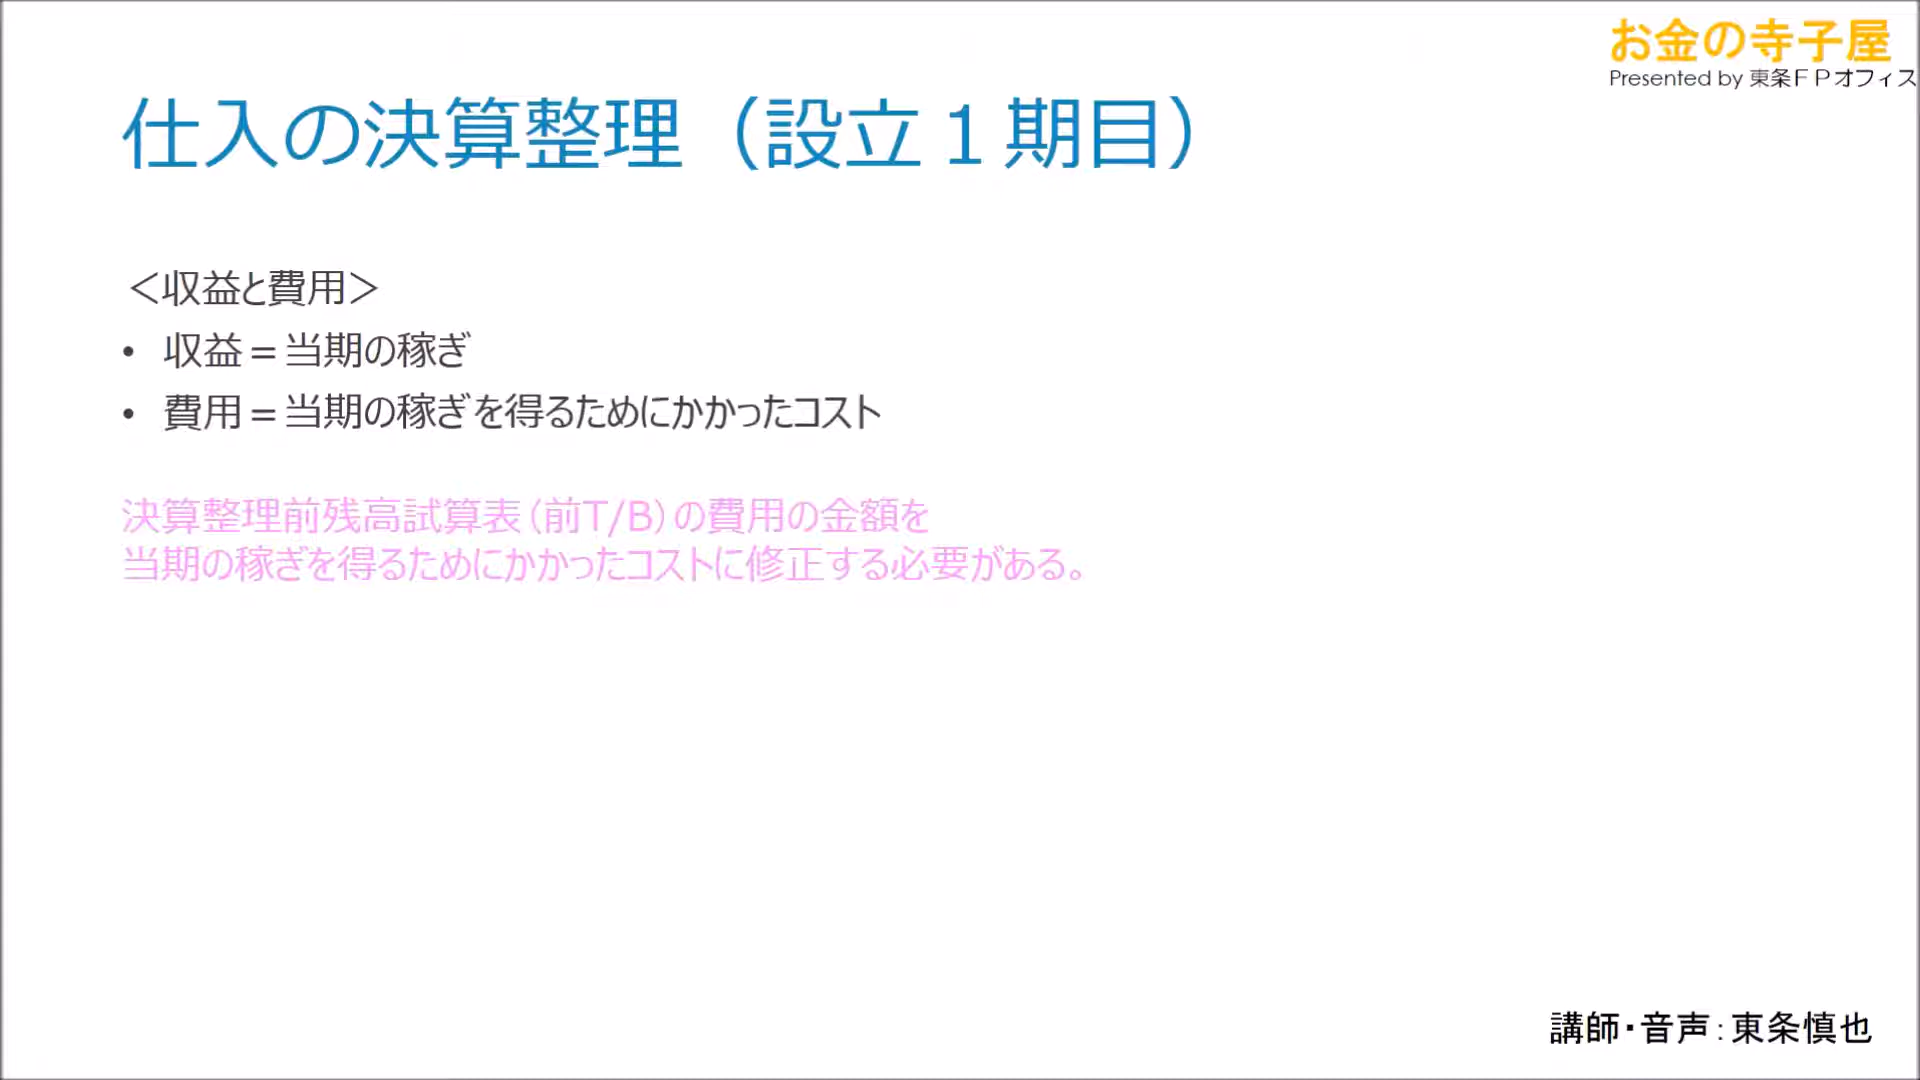 お金の寺子屋
Presented by 東条ＦＰオフィス
仕入の決算整理（設立１期目）
＜収益と費用＞
• 収益＝当期の稼ぎ
• 費用＝当期の稼ぎを得るためにかかったコスト
決算整理前残高試算表（前T/B）の費用の金額を
当期の稼ぎを得るためにかかったコストに修正する必要がある。
講師・音声：東条慎也